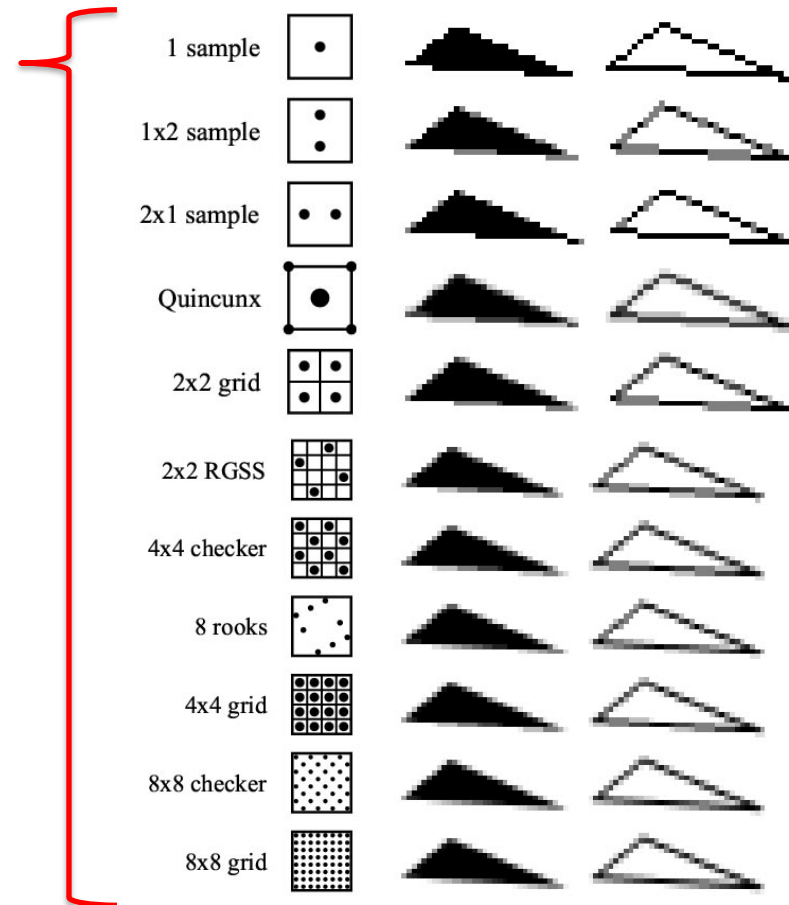 1 sample
1x2 sample
2x1 sample
Quincunx
2x2 grid
2x2 RGSS
4x4 checker
8 rooks
4x4 grid
8x8 checker
8x8 grid